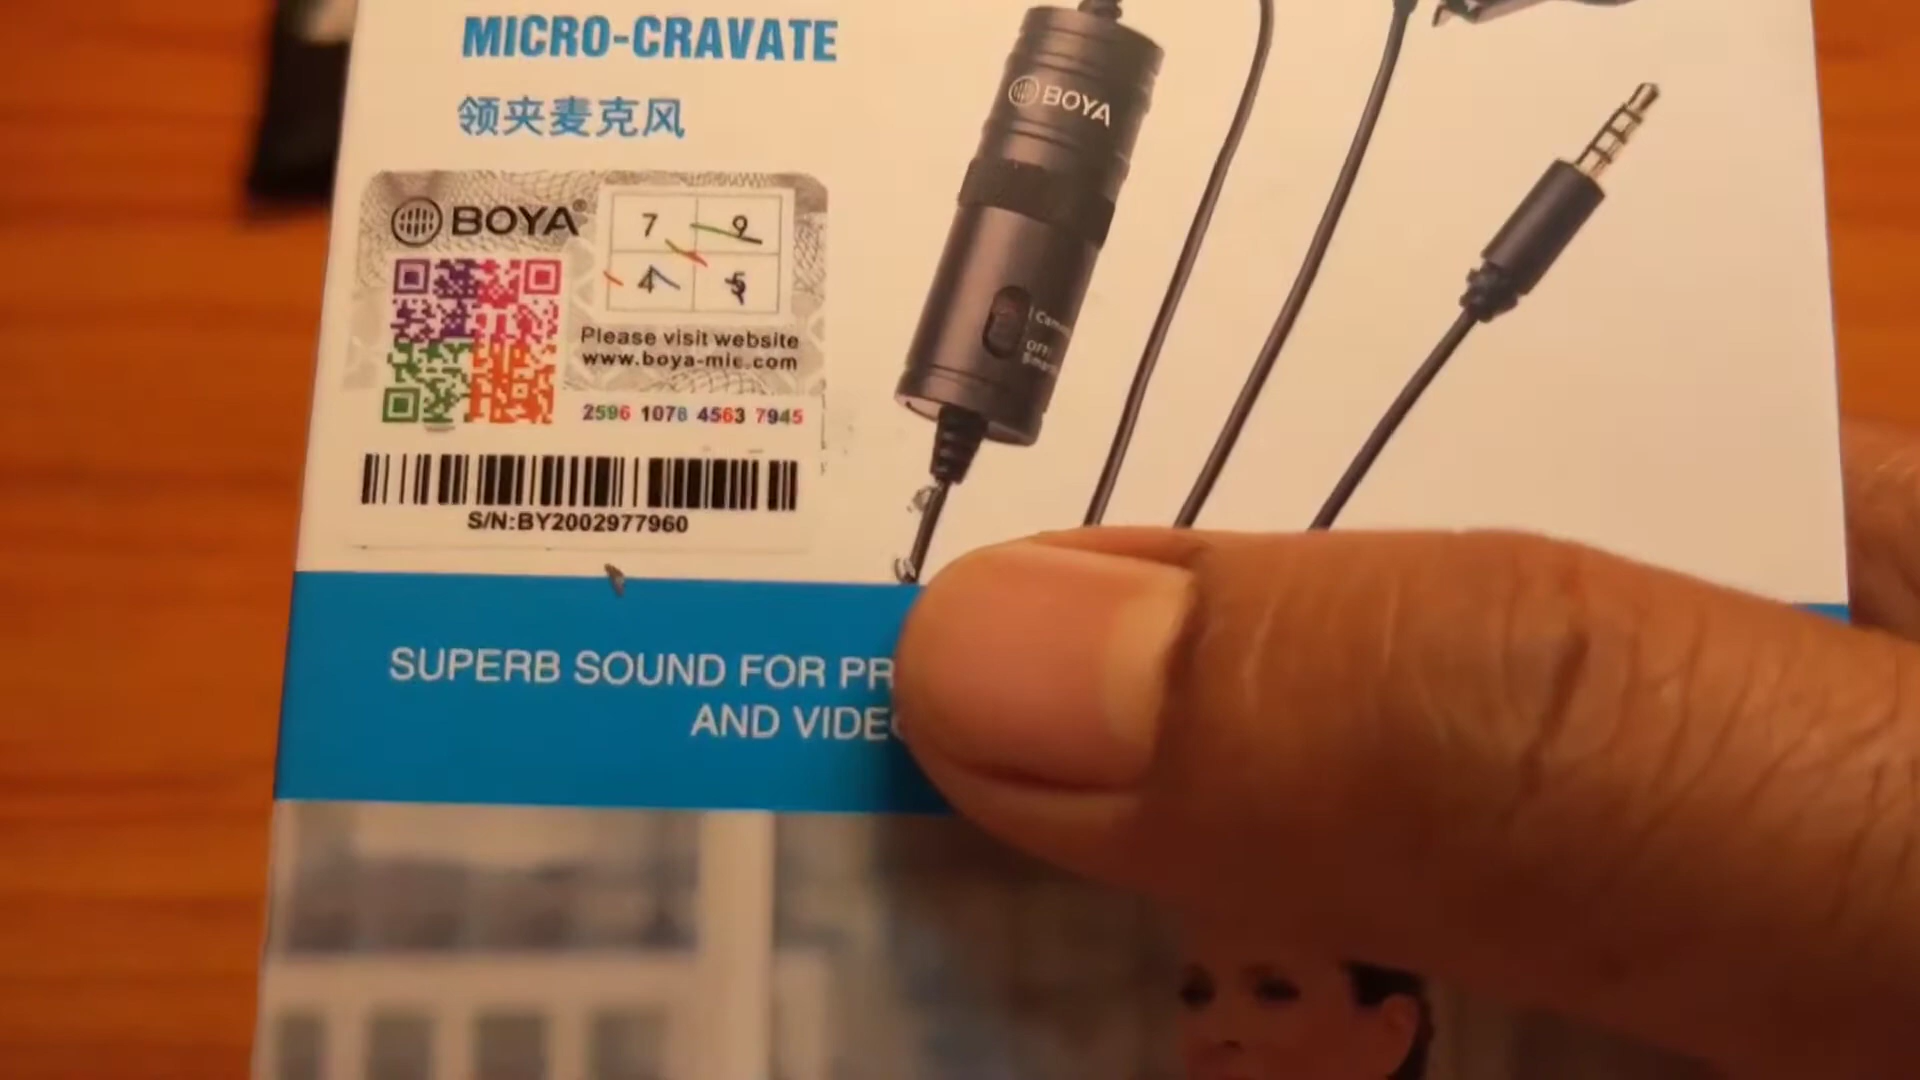 MICRO-CRAVATE
领夹麦克风
BOYA
BOYA®
7 9
4 5
Please visit website
www.boya-mic.com
2596 1078 4563 7945
S/N:BY2002977960
SUPERB SOUND FOR PR
AND VIDEO